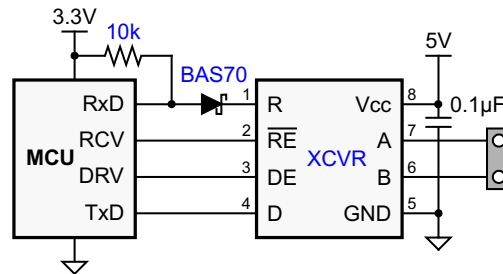 3.3V
10k
5V
BAS70
RxD 1 R Vcc 8 0.1µF
RCV 2 RE A 7
MCU XCVR
DRV 3 DE B 6
TxD 4 D GND 5